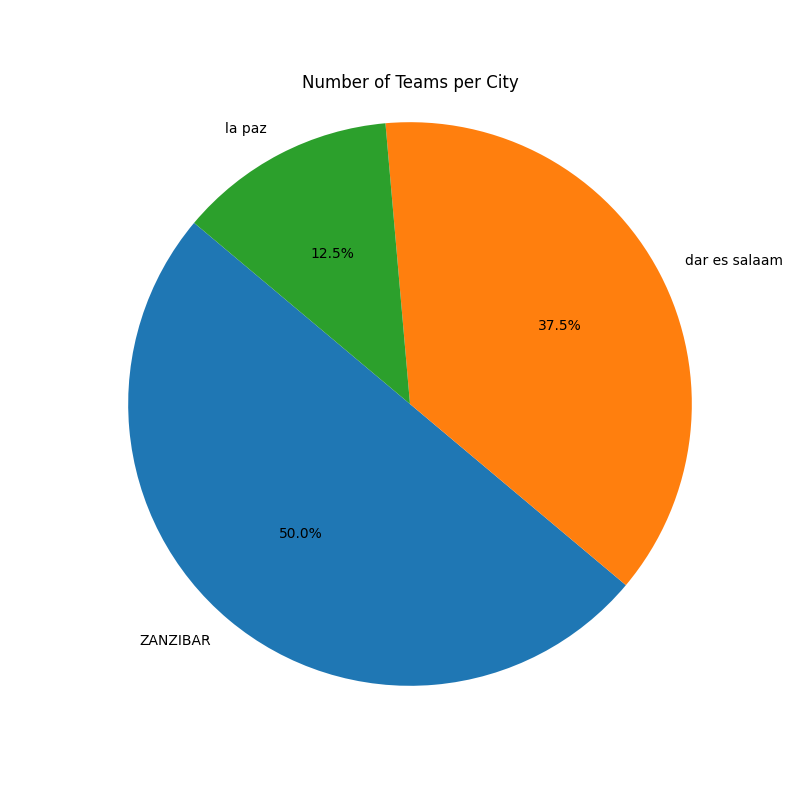 Number of Teams per City
la paz
dar es salaam
12.5%
37.5%
50.0%
ZANZIBAR